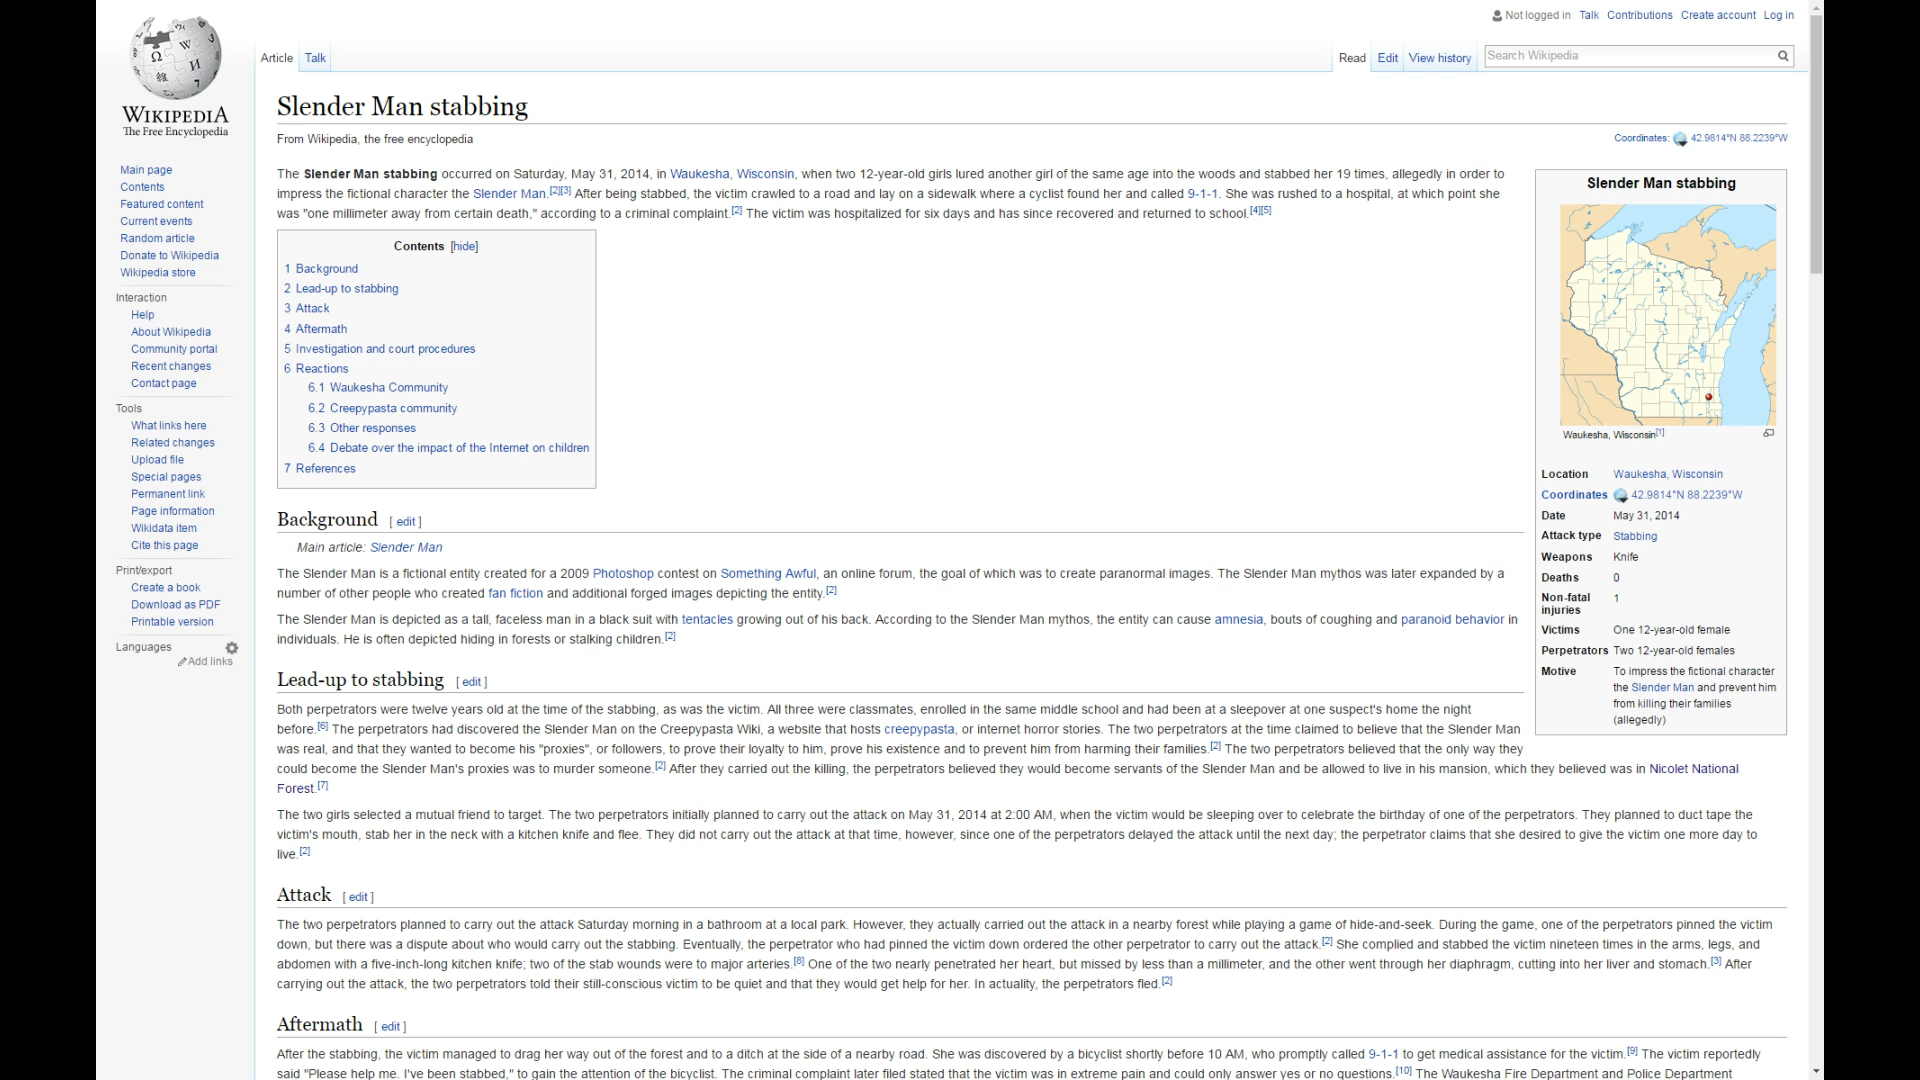 Not logged in Talk Contributions Create account Log in
Article Talk
Read Edit View history Search Wikipedia
WIKIPEDIA
The Free Encyclopedia
Main page
Contents
Featured content
Current events
Random article
Donate to Wikipedia
Wikipedia store
Interaction
Help
About Wikipedia
Community portal
Recent changes
Contact page
Tools
What links here
Related changes
Upload file
Special pages
Permanent link
Page information
Wikidata item
Cite this page
Print/export
Create a book
Download as PDF
Printable version
Languages
Add links
Slender Man stabbing
From Wikipedia, the free encyclopedia
Coordinates: 42.9814°N 88.2239°W
The Slender Man stabbing occurred on Saturday, May 31, 2014, in Waukesha, Wisconsin, when two 12-year-old girls lured another girl of the same age into the woods and stabbed her 19 times, allegedly in order to
impress the fictional character the Slender Man.[2][3] After being stabbed, the victim crawled to a road and lay on a sidewalk where a cyclist found her and called 9-1-1. She was rushed to a hospital, at which point she
was "one millimeter away from certain death," according to a criminal complaint.[2] The victim was hospitalized for six days and has since recovered and returned to school.[4][5]
Contents [hide]
1 Background
2 Lead-up to stabbing
3 Attack
4 Aftermath
5 Investigation and court procedures
6 Reactions
6.1 Waukesha Community
6.2 Creepypasta community
6.3 Other responses
6.4 Debate over the impact of the Internet on children
7 References
Slender Man stabbing
Waukesha, Wisconsin[1]
Location Waukesha, Wisconsin
Coordinates 42.9814°N 88.2239°W
Date May 31, 2014
Attack type Stabbing
Weapons Knife
Deaths 0
Non-fatal 1
injuries
Victims One 12-year-old female
Perpetrators Two 12-year-old females
Motive To impress the fictional character
the Slender Man and prevent him
from killing their families
(allegedly)
Background [ edit ]
Main article: Slender Man
The Slender Man is a fictional entity created for a 2009 Photoshop contest on Something Awful, an online forum, the goal of which was to create paranormal images. The Slender Man mythos was later expanded by a
number of other people who created fan fiction and additional forged images depicting the entity.[2]
The Slender Man is depicted as a tall, faceless man in a black suit with tentacles growing out of his back. According to the Slender Man mythos, the entity can cause amnesia, bouts of coughing and paranoid behavior in
individuals. He is often depicted hiding in forests or stalking children.[2]
Lead-up to stabbing [ edit ]
Both perpetrators were twelve years old at the time of the stabbing, as was the victim. All three were classmates, enrolled in the same middle school and had been at a sleepover at one suspect's home the night
before.[6] The perpetrators had discovered the Slender Man on the Creepypasta Wiki, a website that hosts creepypasta, or internet horror stories. The two perpetrators at the time claimed to believe that the Slender Man
was real, and that they wanted to become his "proxies", or followers, to prove their loyalty to him, prove his existence and to prevent him from harming their families.[2] The two perpetrators believed that the only way they
could become the Slender Man's proxies was to murder someone.[2] After they carried out the killing, the perpetrators believed they would become servants of the Slender Man and be allowed to live in his mansion, which they believed was in Nicolet National
Forest.[7]
The two girls selected a mutual friend to target. The two perpetrators initially planned to carry out the attack on May 31, 2014 at 2:00 AM, when the victim would be sleeping over to celebrate the birthday of one of the perpetrators. They planned to duct tape the
victim's mouth, stab her in the neck with a kitchen knife and flee. They did not carry out the attack at that time, however, since one of the perpetrators delayed the attack until the next day; the perpetrator claims that she desired to give the victim one more day to
live.[2]
Attack [ edit ]
The two perpetrators planned to carry out the attack Saturday morning in a bathroom at a local park. However, they actually carried out the attack in a nearby forest while playing a game of hide-and-seek. During the game, one of the perpetrators pinned the victim
down, but there was a dispute about who would carry out the stabbing. Eventually, the perpetrator who had pinned the victim down ordered the other perpetrator to carry out the attack.[2] She complied and stabbed the victim nineteen times in the arms, legs, and
abdomen with a five-inch-long kitchen knife; two of the stab wounds were to major arteries.[8] One of the two nearly penetrated her heart, but missed by less than a millimeter, and the other went through her diaphragm, cutting into her liver and stomach.[3] After
carrying out the attack, the two perpetrators told their still-conscious victim to be quiet and that they would get help for her. In actuality, the perpetrators fled.[2]
Aftermath [ edit ]
After the stabbing, the victim managed to drag her way out of the forest and to a ditch at the side of a nearby road. She was discovered by a bicyclist shortly before 10 AM, who promptly called 9-1-1 to get medical assistance for the victim.[9] The victim reportedly
said "Please help me. I've been stabbed," to gain the attention of the bicyclist. The criminal complaint later filed stated that the victim was in extreme pain and could only answer yes or no questions.[10] The Waukesha Fire Department and Police Department